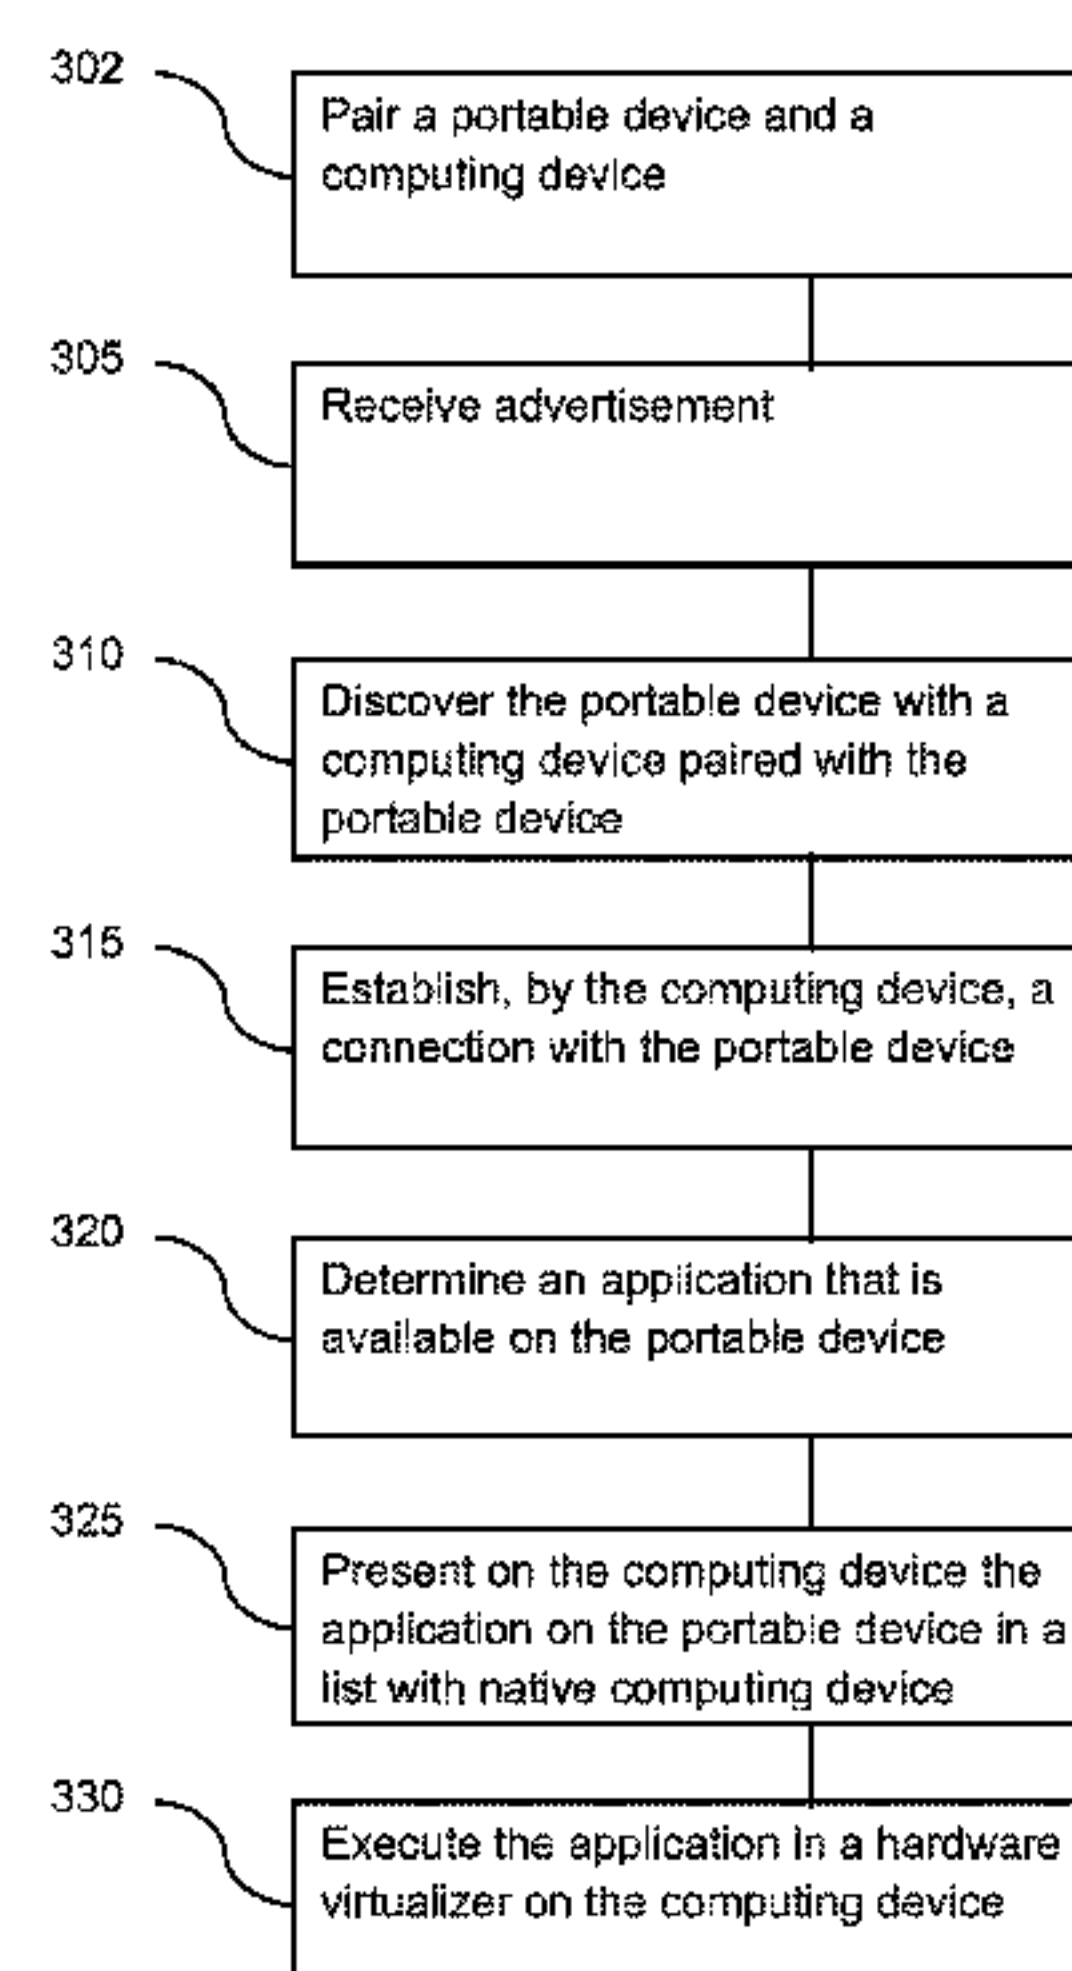 302
Pair a portable device and a
computing device
305
Receive advertisement
310
Discover the portable device with a
computing device paired with the
portable device
315
Establish, by the computing device, a
connection with the portable device
320
Determine an application that is
available on the portable device
325
Present on the computing device the
application on the portable device in a
list with native computing device
330
Execute the application in a hardware
virtualizer on the computing device